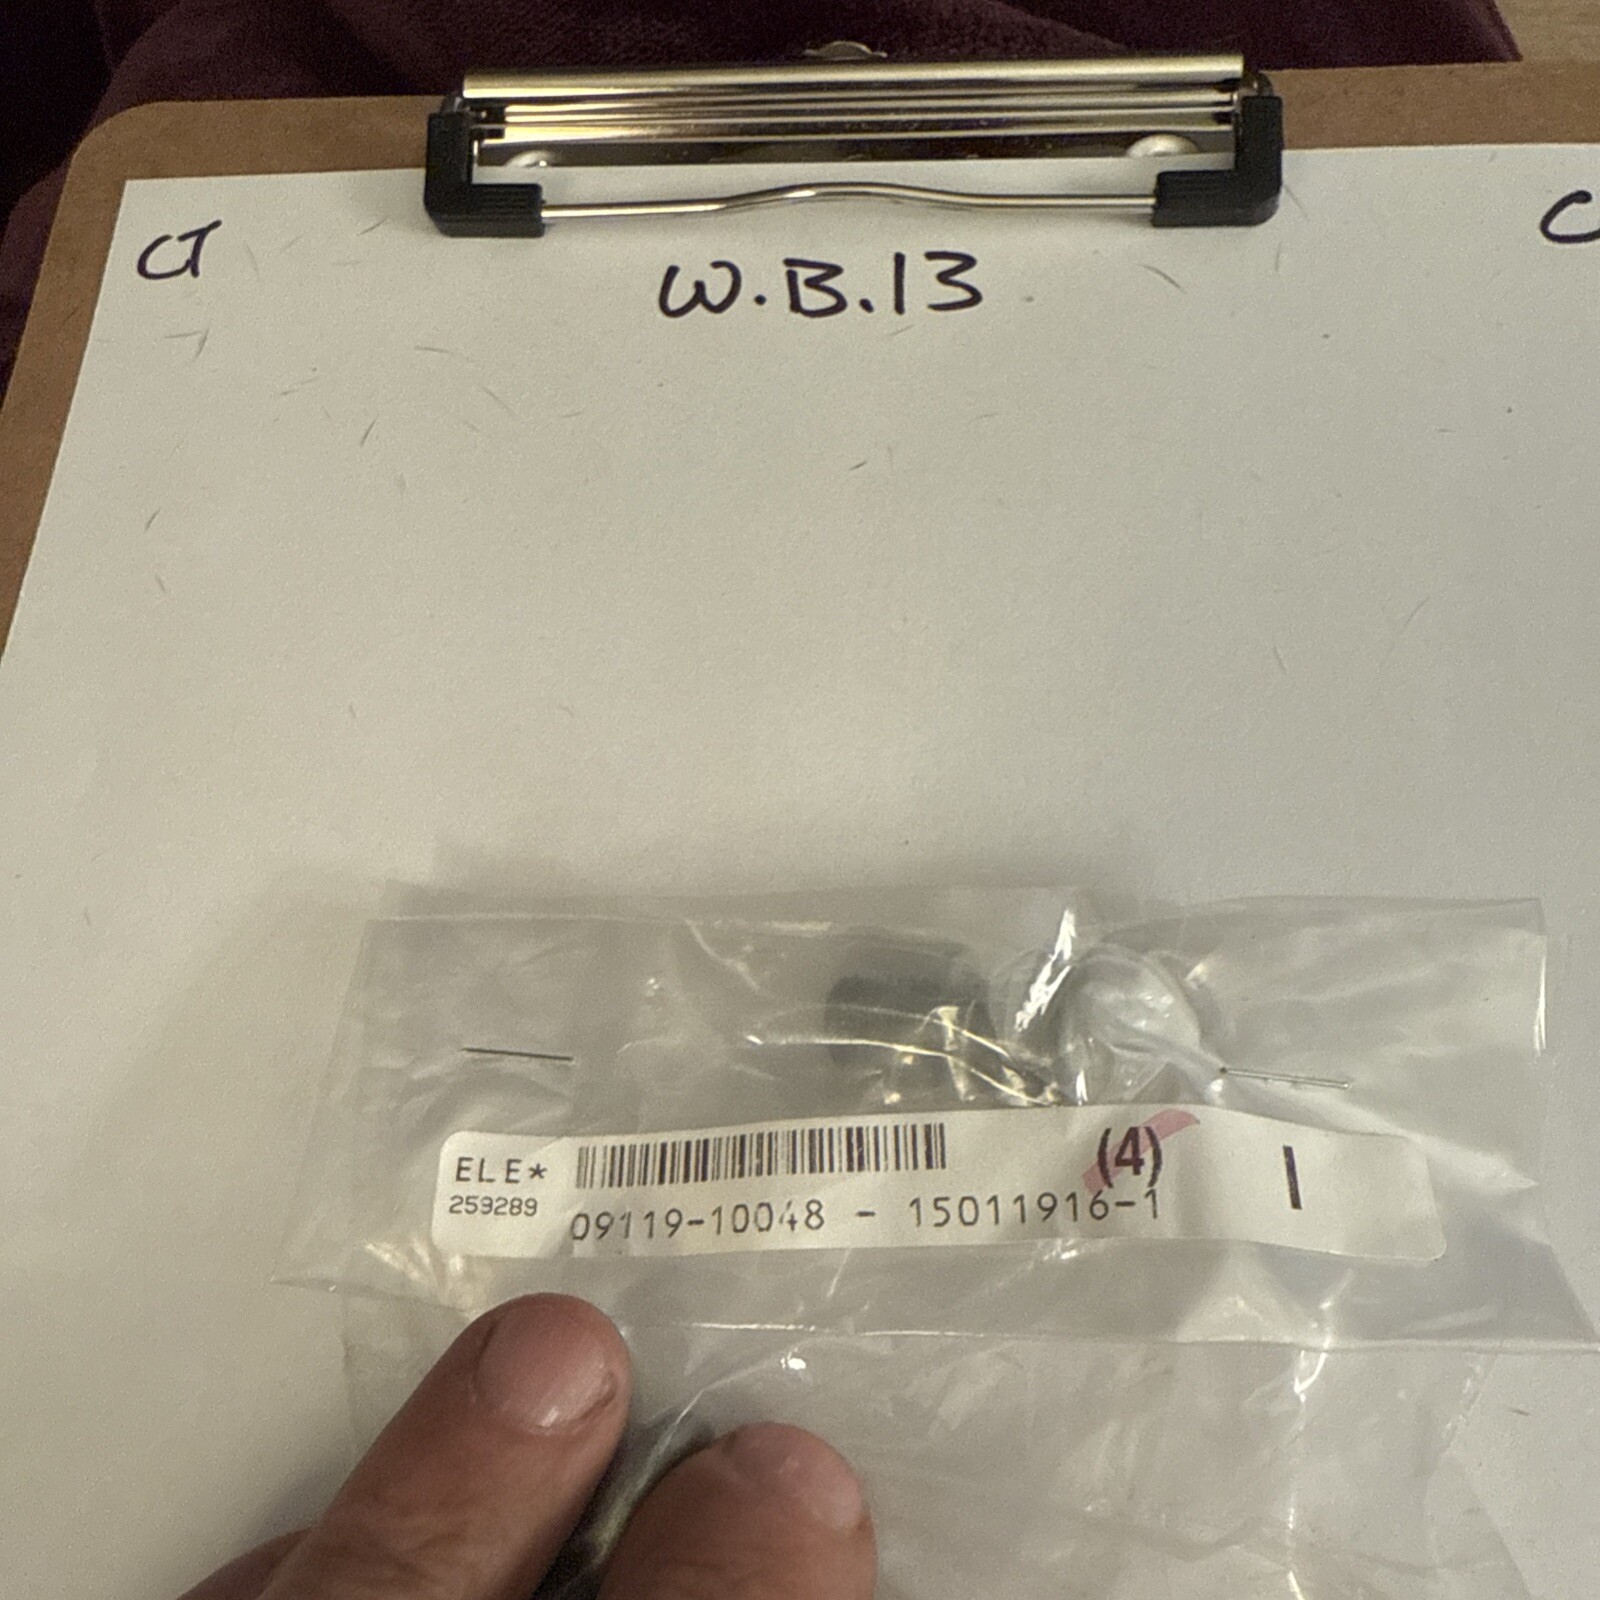 CT
C
W.B.13
ELE*
(4)
1
259289
09119-10048 - 15011916-1